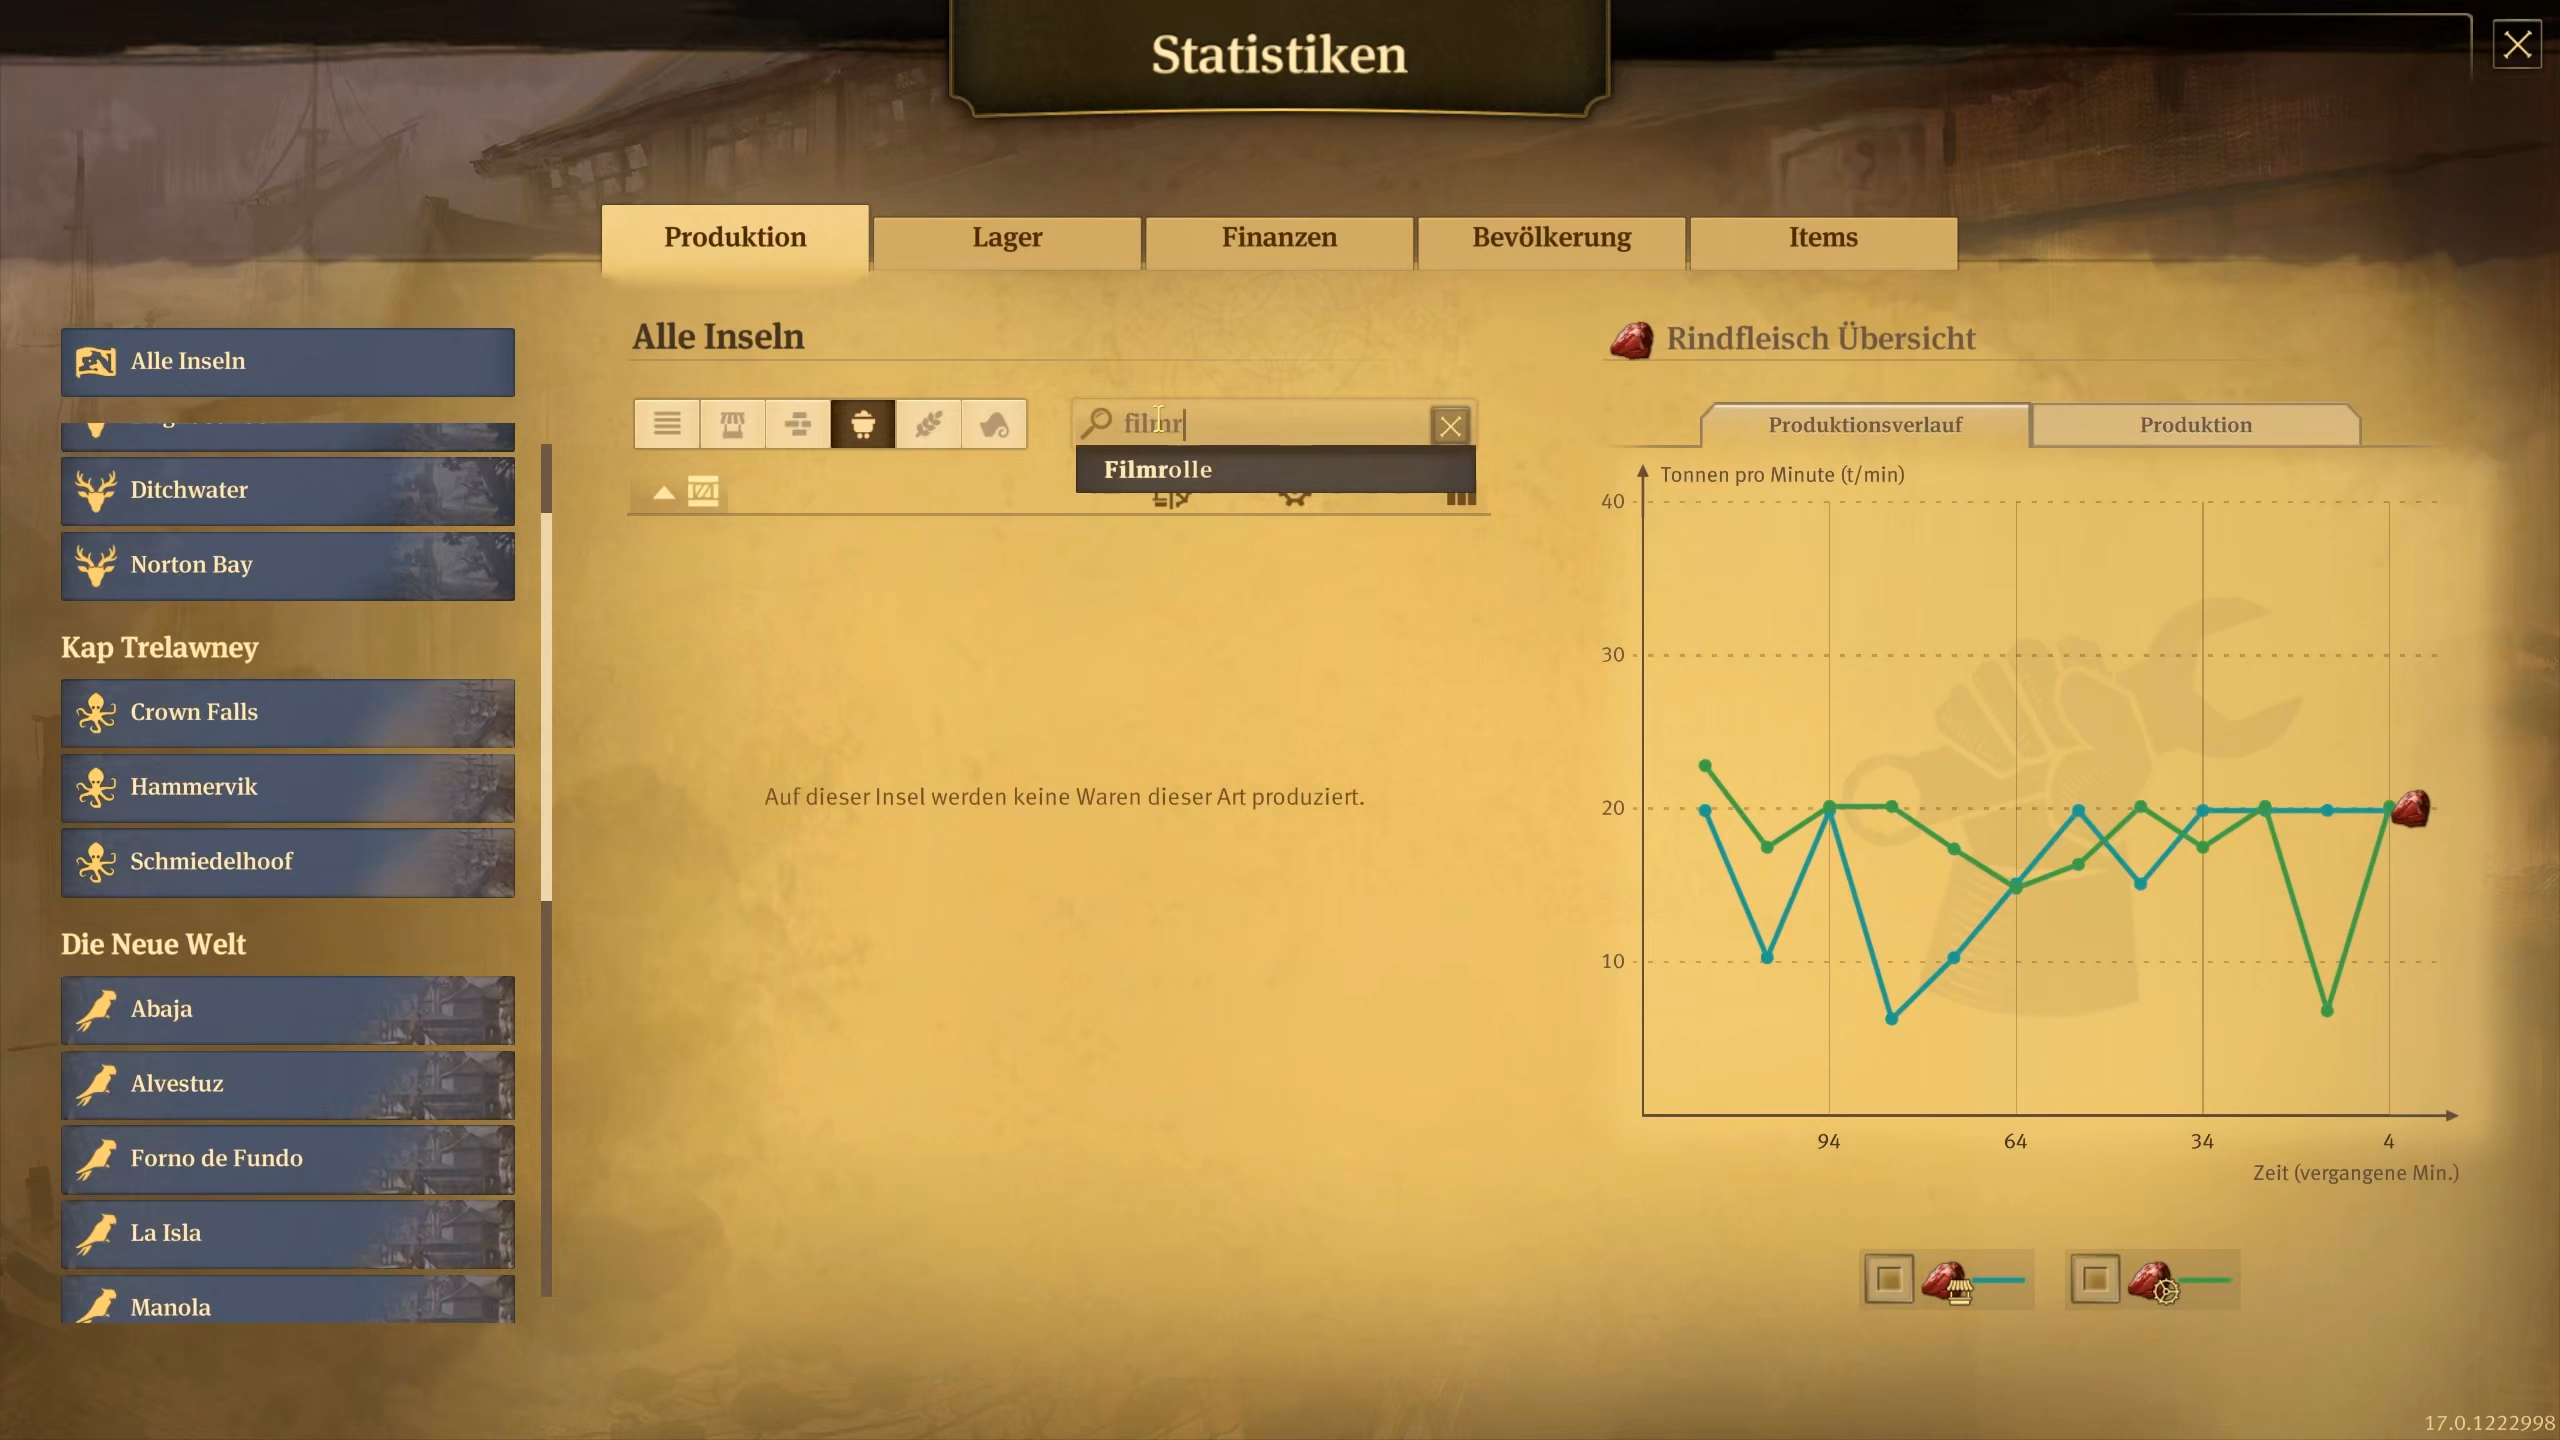 Statistiken
Produktion
Lager
Finanzen
Bevölkerung
Items
Alle Inseln
Ditchwater
Norton Bay
Kap Trelawney
Crown Falls
Hammervik
Schmiedelhoof
Die Neue Welt
Abaja
Alvestuz
Forno de Fundo
La Isla
Manola
Alle Inseln
filmr
Filmrolle
Auf dieser Insel werden keine Waren dieser Art produziert.
Rindfleisch Übersicht
Produktionsverlauf
Produktion
Tonnen pro Minute (t/min)
40
30
20
10
94 64 34 4
Zeit (vergangene Min.)
17.0.1222998